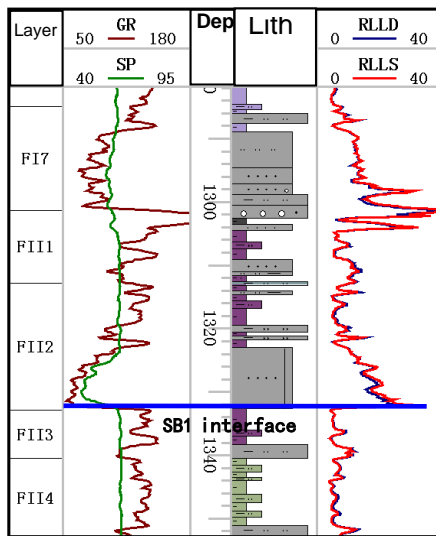 Layer
GR
50 180
SP
40 95
Dep
Lith
RLLD
0 40
RLLS
0 40
FI7
1300
FII1
1320
FII2
SB1 interface
FII3
1340
FII4